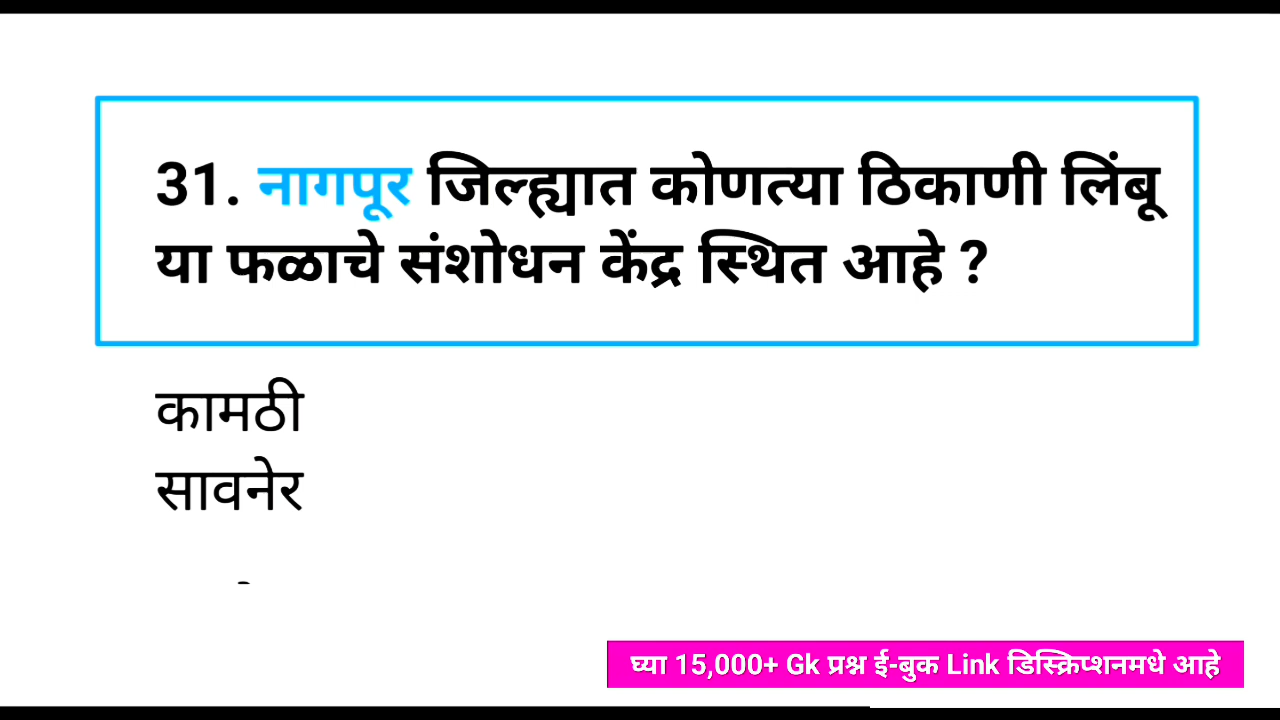 31. नागपूर जिल्ह्यात कोणत्या ठिकाणी लिंबू
या फळाचे संशोधन केंद्र स्थित आहे ?
कामठी
सावनेर
घ्या 15,000+ Gk प्रश्न ई-बुक Link डिस्क्रिप्शनमधे आहे